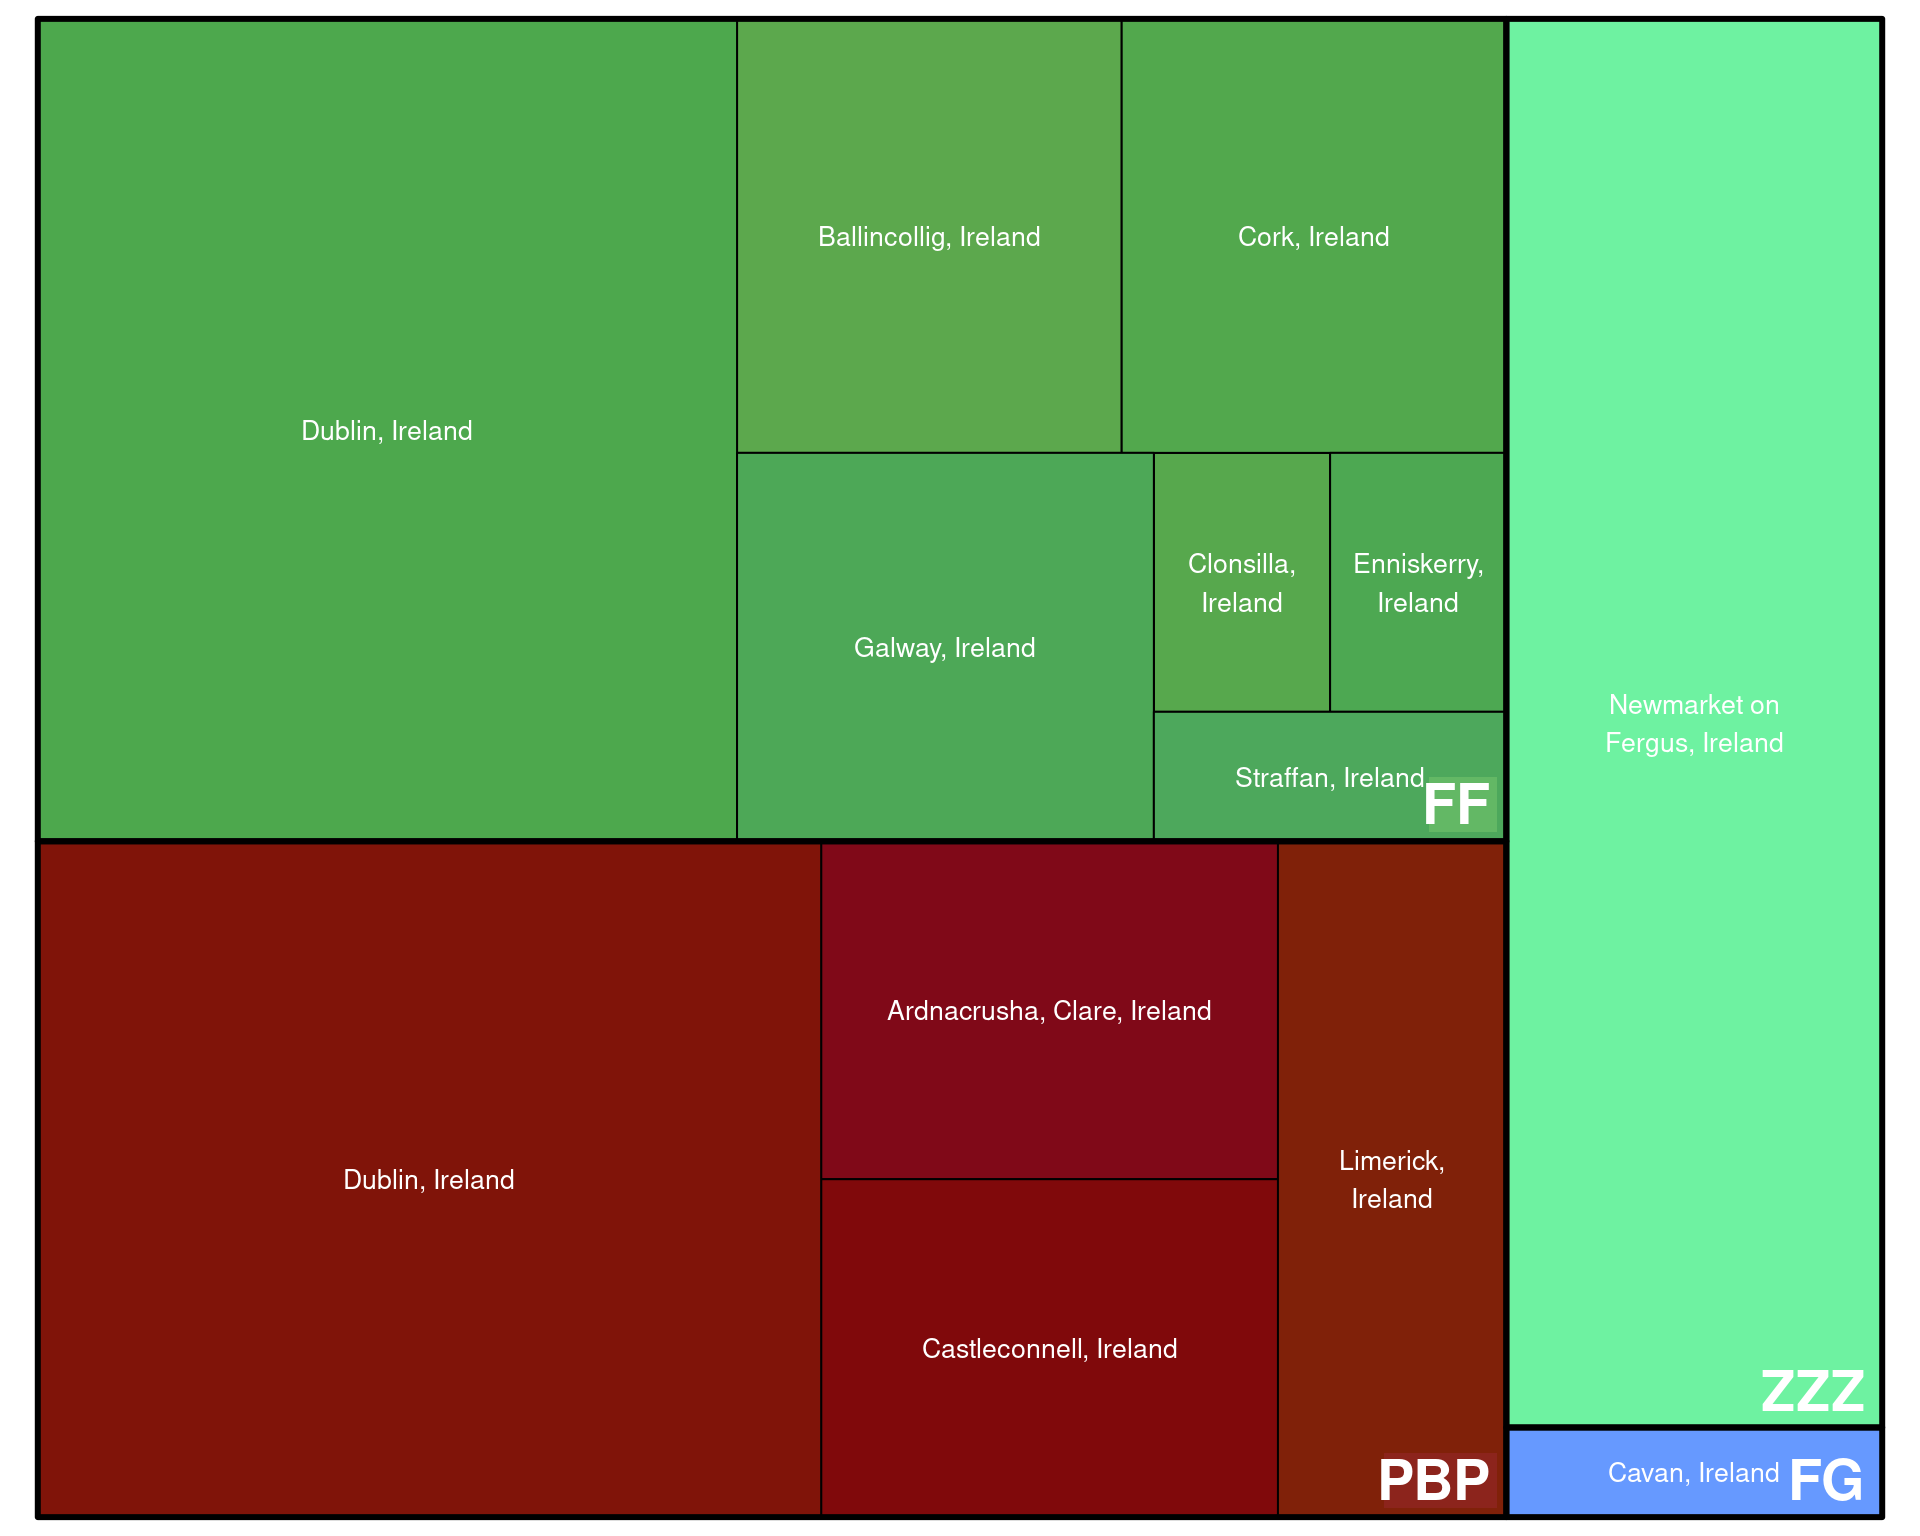 Dublin, Ireland
Ballincollig, Ireland
Cork, Ireland
Galway, Ireland
Clonsilla,
Ireland
Enniskerry,
Ireland
Straffan, Ireland
FF
Newmarket on
Fergus, Ireland
ZZZ
Dublin, Ireland
Ardnacrusha, Clare, Ireland
Castleconnell, Ireland
Limerick,
Ireland
PBP
Cavan, Ireland
FG